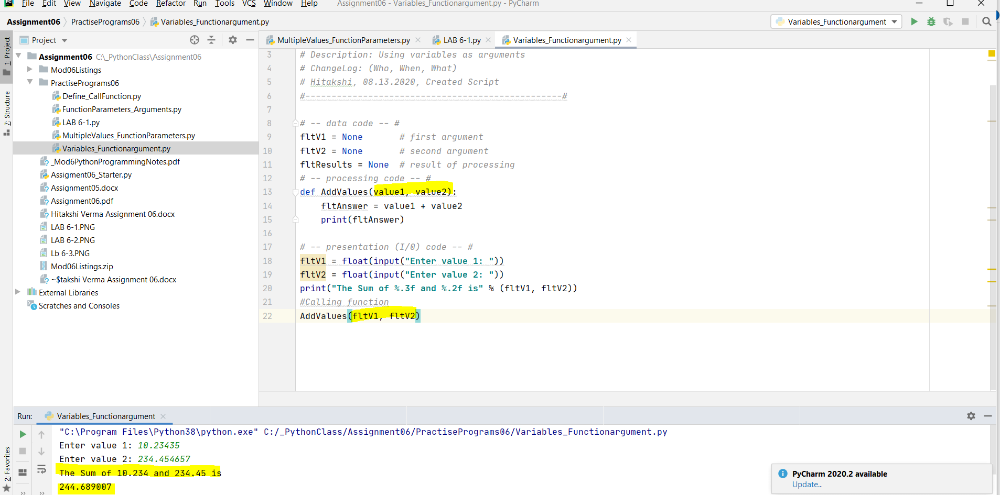 File Edit View Navigate Code Refactor Run Tools VCS Window Help Assignment06 - Variables_Functionargument.py - PyCharm
Assignment06 PractisePrograms06 Variables_Functionargument.py Variables_Functionargument
Project
MultipleValues_FunctionParameters.py LAB 6-1.py Variables_Functionargument.py
1: Project
7: Structure
2: Favorites
Assignment06 C:\_PythonClass\Assignment06
Mod06Listings
PractisePrograms06
Define_CallFunction.py
FunctionParameters_Arguments.py
LAB 6-1.py
MultipleValues_FunctionParameters.py
Variables_Functionargument.py
_Mod6PythonProgrammingNotes.pdf
Assigment06_Starter.py
Assignment05.docx
Assignment06.pdf
Hitakshi Verma Assignment 06.docx
LAB 6-1.PNG
LAB 6-2.PNG
Lb 6-3.PNG
Mod06Listings.zip
~$takshi Verma Assignment 06.docx
External Libraries
Scratches and Consoles
3 # Description: Using variables as arguments
4 # ChangeLog: (Who, When, What)
5 # Hitakshi, 08.13.2020, Created Script
6 #-------------------------------------------------#
7
8 # -- data code -- #
9 fltV1 = None # first argument
10 fltV2 = None # second argument
11 fltResults = None # result of processing
12 # -- processing code -- #
13 def AddValues(value1, value2):
14 fltAnswer = value1 + value2
15 print(fltAnswer)
16
17 # -- presentation (I/0) code -- #
18 fltV1 = float(input("Enter value 1: "))
19 fltV2 = float(input("Enter value 2: "))
20 print("The Sum of %.3f and %.2f is" % (fltV1, fltV2))
21 #Calling function
22 AddValues(fltV1, fltV2)
Run: Variables_Functionargument
"C:\Program Files\Python38\python.exe" C:/_PythonClass/Assignment06/PractisePrograms06/Variables_Functionargument.py
Enter value 1: 10.23435
Enter value 2: 234.454657
The Sum of 10.234 and 234.45 is
244.689007
PyCharm 2020.2 available
Update...